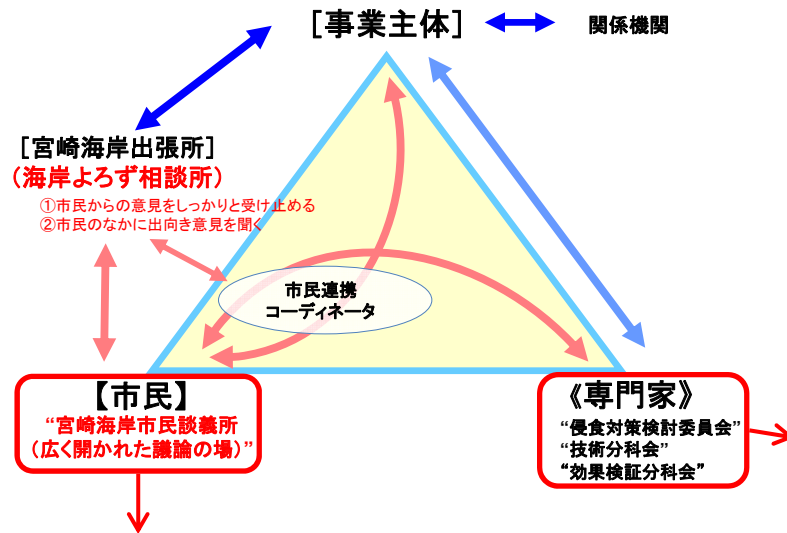 ［事業主体］
関係機関
［宮崎海岸出張所］
（海岸よろず相談所）
①市民からの意見をしっかりと受け止める
②市民のなかに出向き意見を聞く
市民連携
コーディネータ
【市民】
“宮崎海岸市民談義所
（広く開かれた議論の場）”
《専門家》
“侵食対策検討委員会”
“技術分科会”
“効果検証分科会”